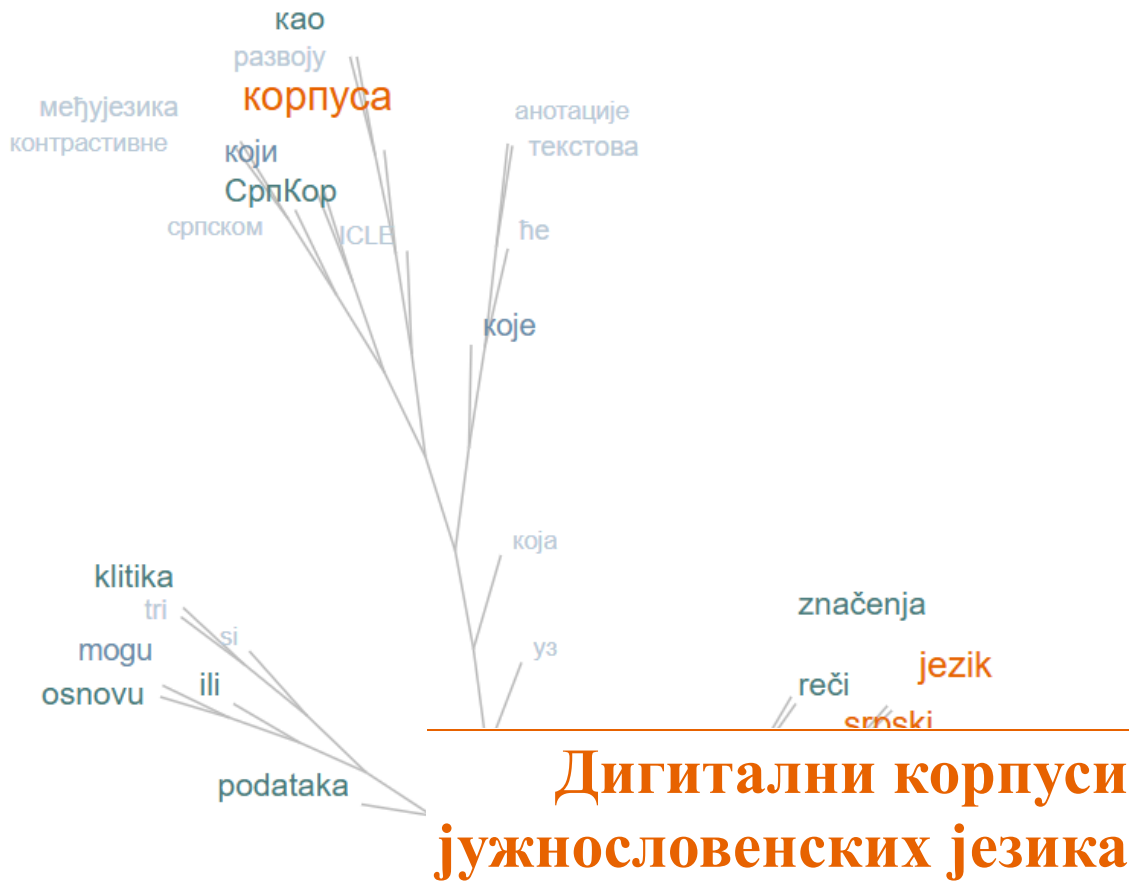 као
развоју
корпуса
међујезика
анотације
контрастивне
текстова
који
СрпКор
српском
ICLE
ће
које
која
klitika
značenja
tri
si
уз
mogu
jezik
osnovu
ili
reči
srpski
podataka
Дигитални корпуси
јужнословенских језика